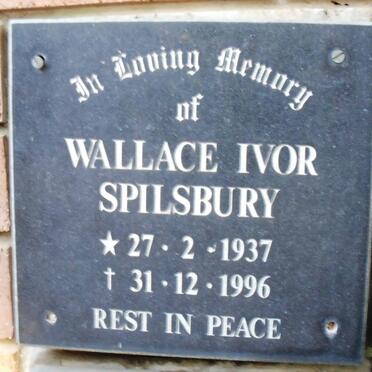 In Loving Memory
of
WALLACE IVOR
SPILSBURY
★ 27 · 2 · 1937
† 31 · 12 · 1996
REST IN PEACE